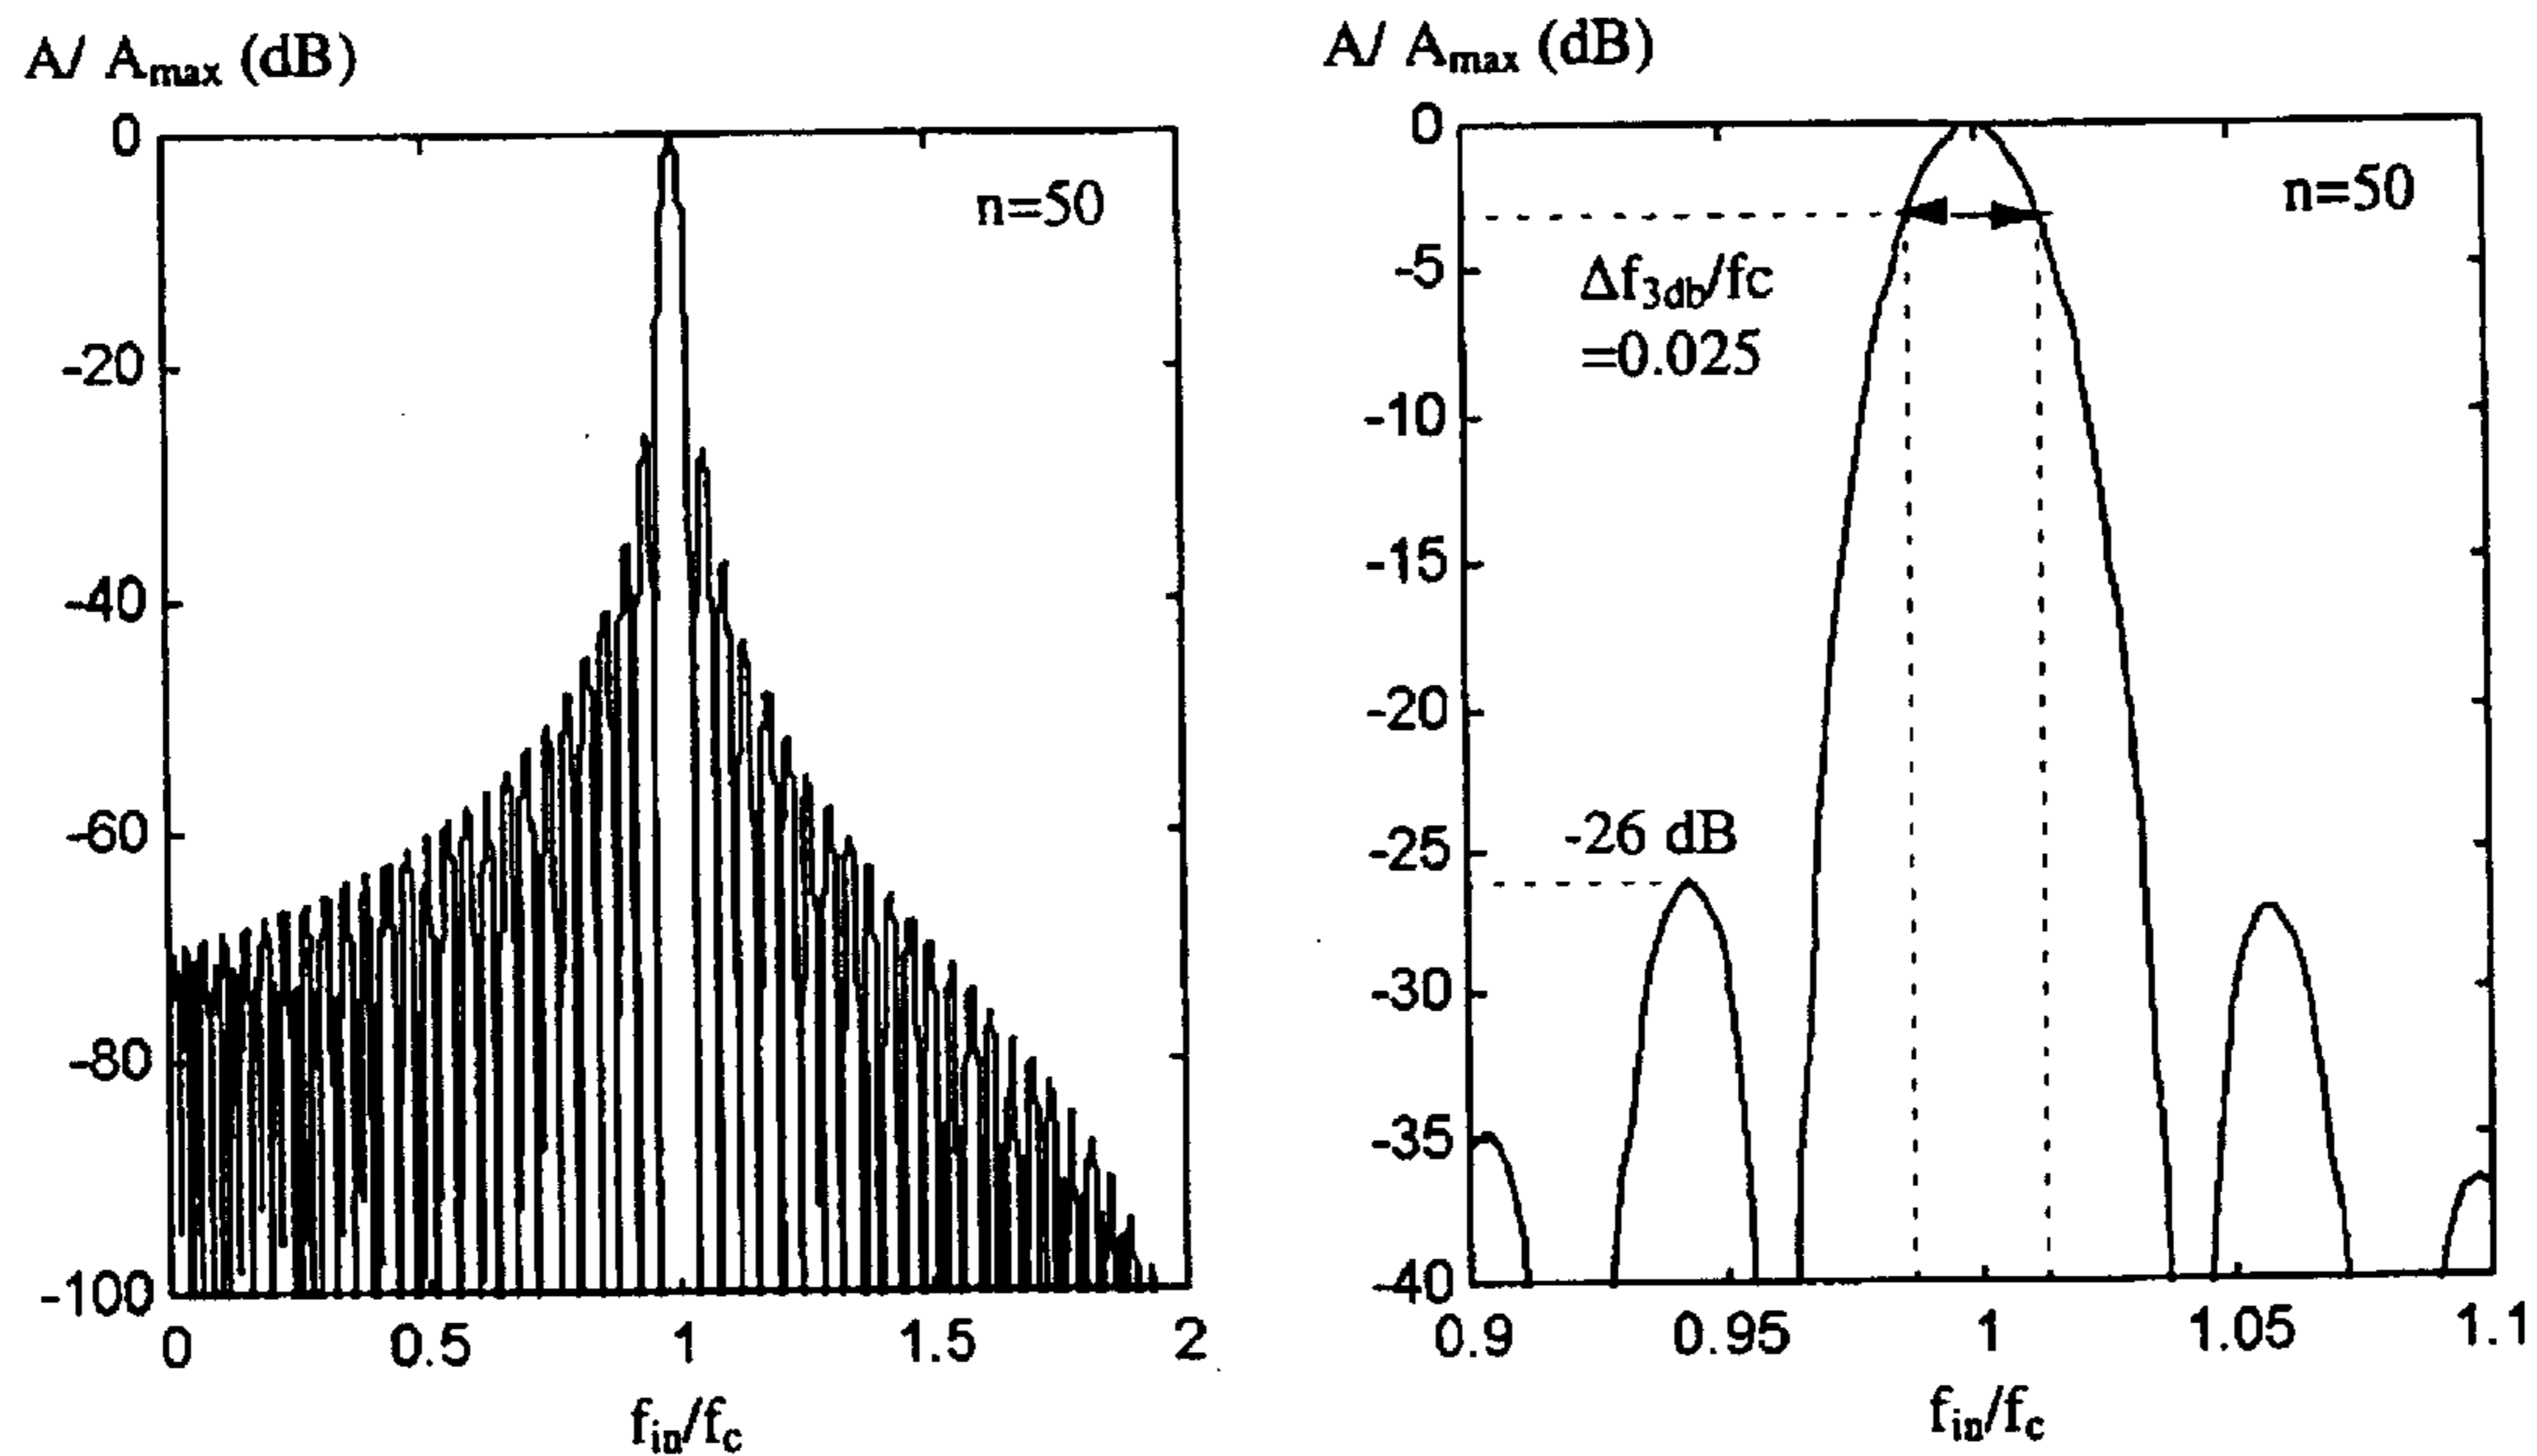 A/ Amax (dB)
0
-20
-40
-60
-80
-100
n=50
0 0.5 1 1.5 2
fin/fc
A/ Amax (dB)
0
-5
-10
-15
-20
-25
-30
-35
-40
n=50
Δf3db/fc
=0.025
-26 dB
0.9 0.95 1 1.05 1.1
fin/fc